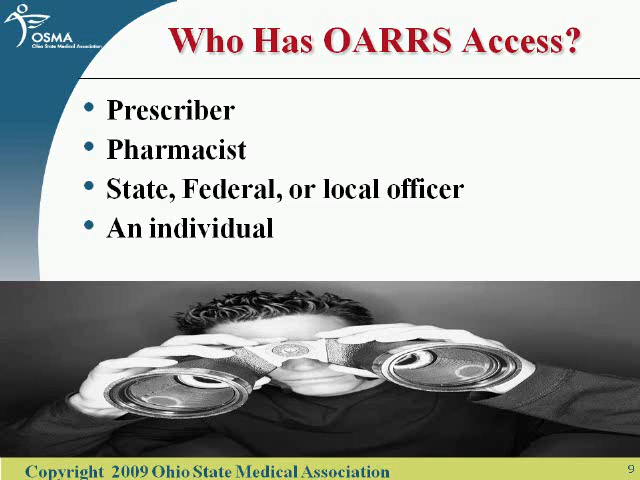 OSMA
Ohio State Medical Association
Who Has OARRS Access?
• Prescriber
• Pharmacist
• State, Federal, or local officer
• An individual
Copyright 2009 Ohio State Medical Association
9